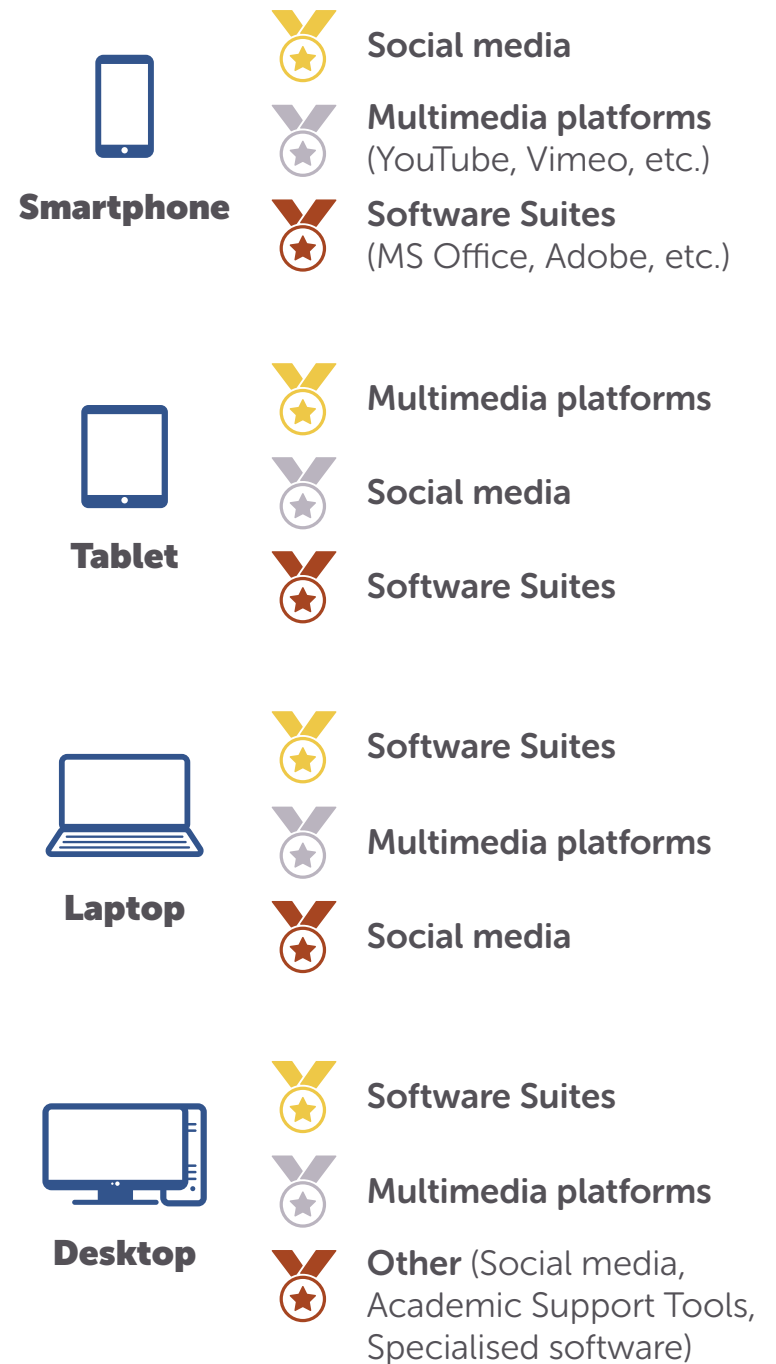 Smartphone
Social media
Multimedia platforms
(YouTube, Vimeo, etc.)
Software Suites
(MS Office, Adobe, etc.)
Tablet
Multimedia platforms
Social media
Software Suites
Laptop
Software Suites
Multimedia platforms
Social media
Desktop
Software Suites
Multimedia platforms
Other (Social media,
Academic Support Tools,
Specialised software)